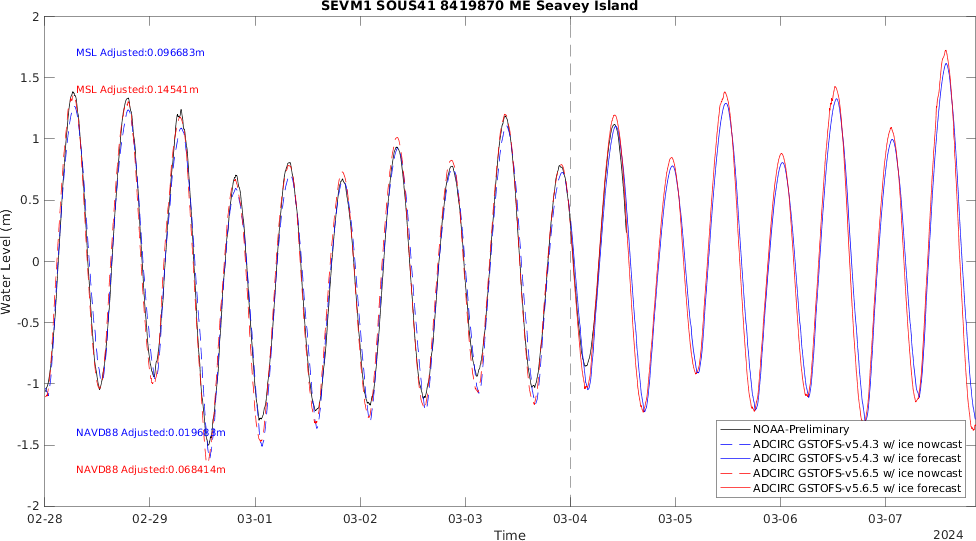 SEVM1 SOUS41 8419870 ME Seavey Island
2
1.5
1
0.5
0
-0.5
-1
-1.5
-2
Water Level (m)
MSL Adjusted:0.096683m
MSL Adjusted:0.14541m
NAVD88 Adjusted:0.019683m
NAVD88 Adjusted:0.068414m
NOAA-Preliminary
ADCIRC GSTOFS-v5.4.3 w/ ice nowcast
ADCIRC GSTOFS-v5.4.3 w/ ice forecast
ADCIRC GSTOFS-v5.6.5 w/ ice nowcast
ADCIRC GSTOFS-v5.6.5 w/ ice forecast
02-28 02-29 03-01 03-02 03-03 03-04 03-05 03-06 03-07
Time
2024